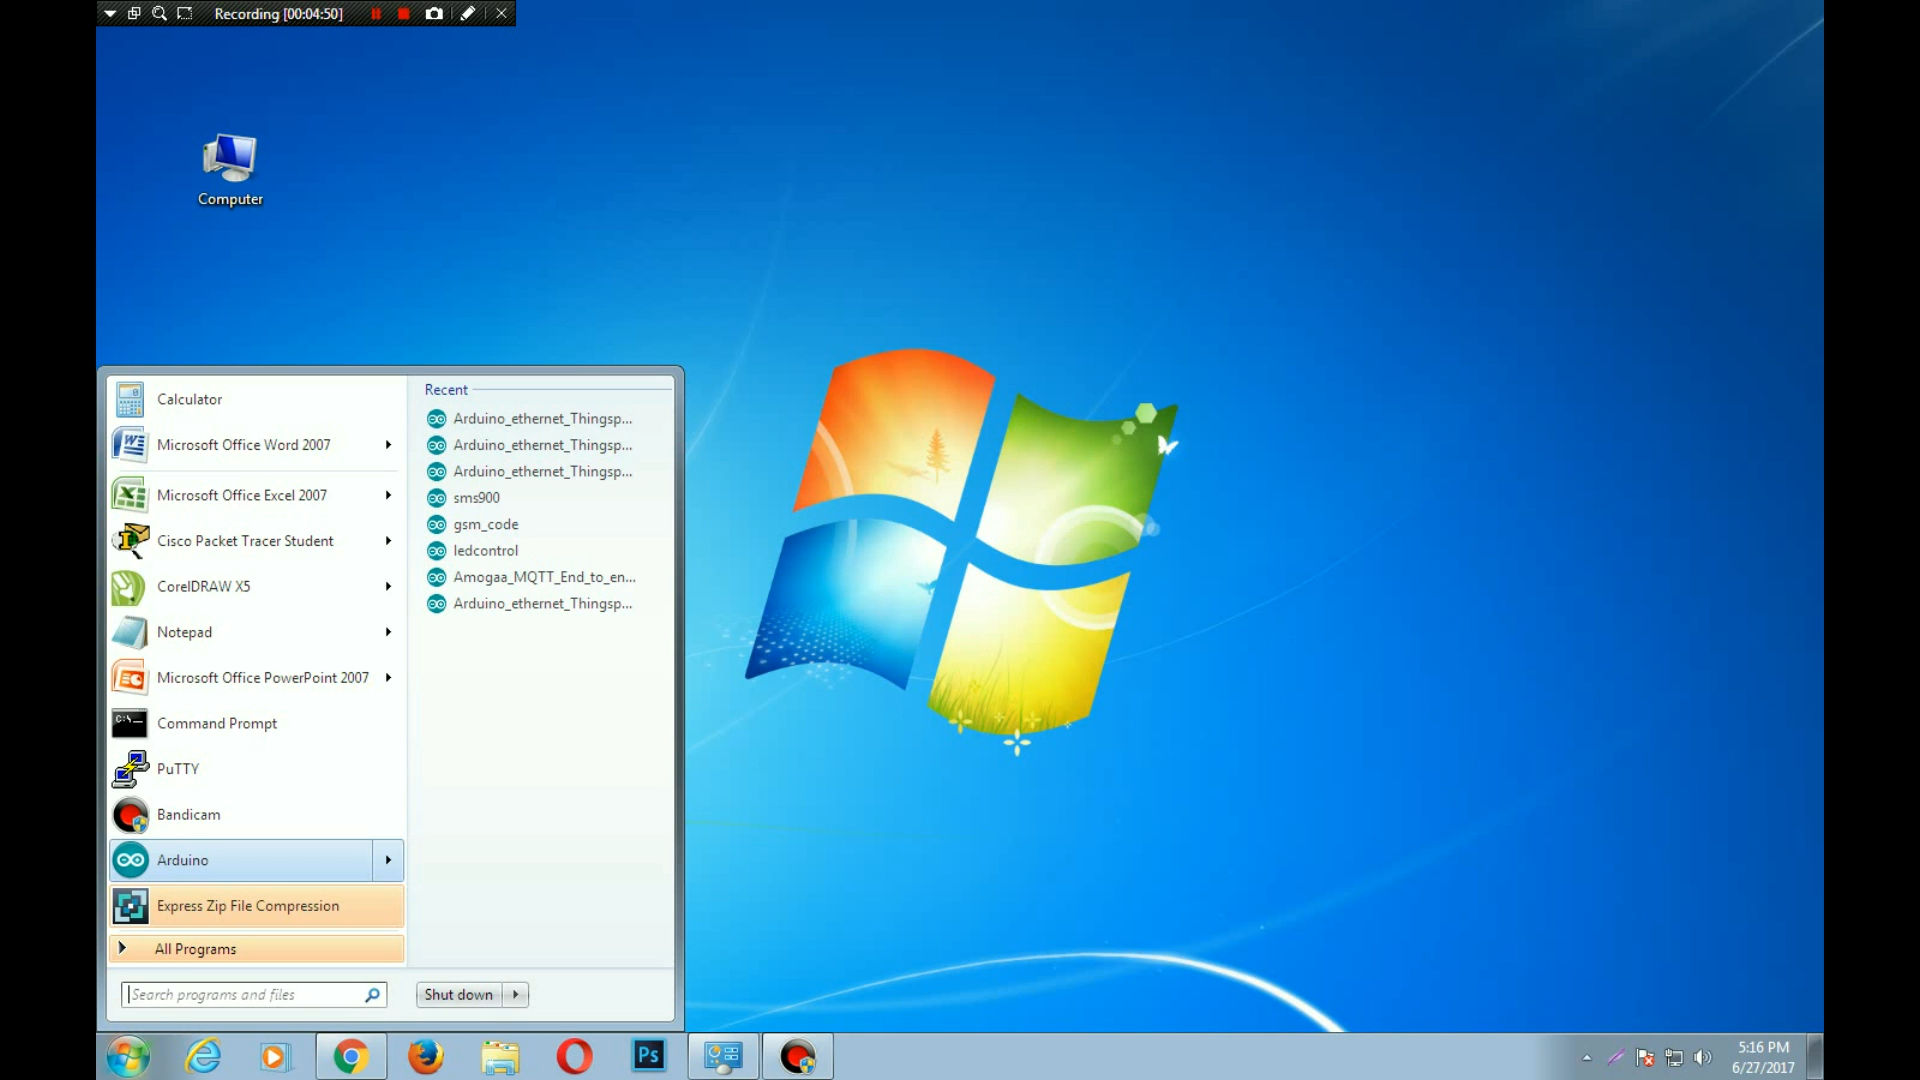 Recording [00:04:50]
Computer
Calculator
Microsoft Office Word 2007
Microsoft Office Excel 2007
Cisco Packet Tracer Student
CorelDRAW X5
Notepad
Microsoft Office PowerPoint 2007
C:\
Command Prompt
PuTTY
Bandicam
Arduino
Express Zip File Compression
All Programs
Search programs and files
Recent
Arduino_ethernet_Thingsp...
Arduino_ethernet_Thingsp...
Arduino_ethernet_Thingsp...
sms900
gsm_code
ledcontrol
Amogaa_MQTT_End_to_en...
Arduino_ethernet_Thingsp...
Shut down
Ps
5:16 PM
6/27/2017